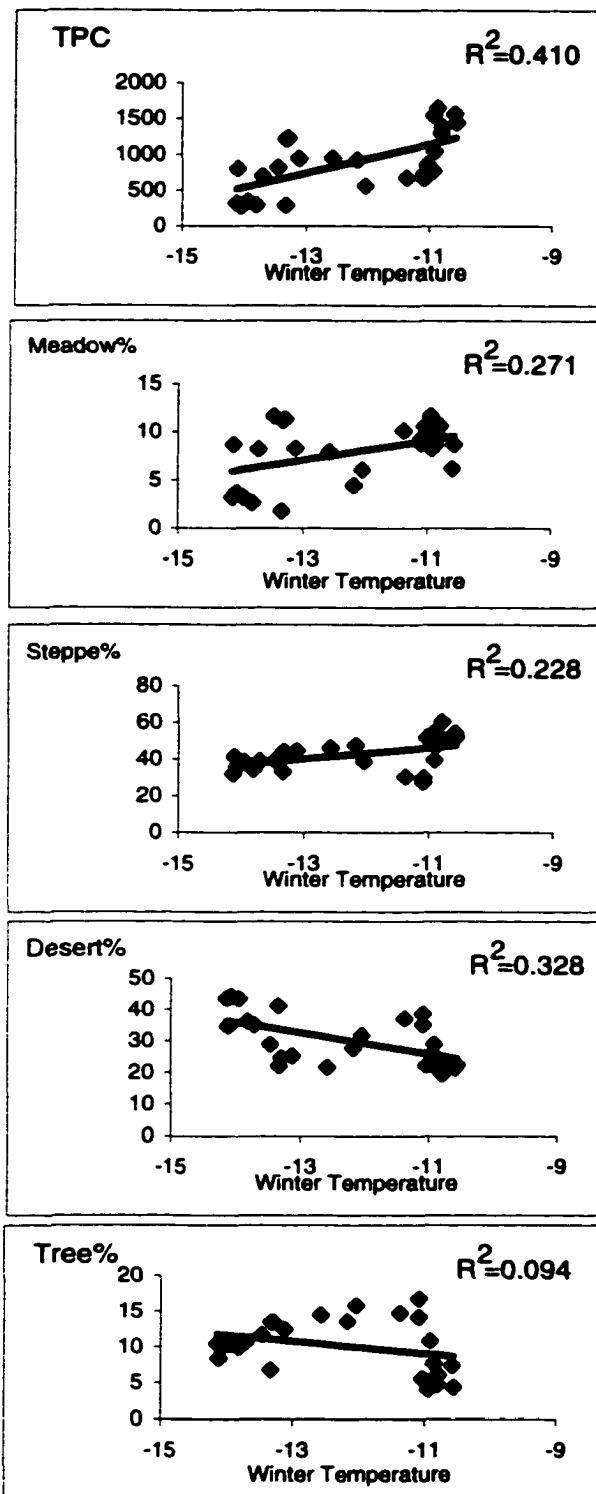 TPC
R²=0.410
2000
1500
1000
500
0
-15 -13 -11 -9
Winter Temperature
Meadow%
R²=0.271
15
10
5
0
-15 -13 -11 -9
Winter Temperature
Steppe%
R²=0.228
80
60
40
20
0
-15 -13 -11 -9
Winter Temperature
Desert%
R²=0.328
50
40
30
20
10
0
-15 -13 -11 -9
Winter Temperature
Tree%
R²=0.094
20
15
10
5
0
-15 -13 -11 -9
Winter Temperature